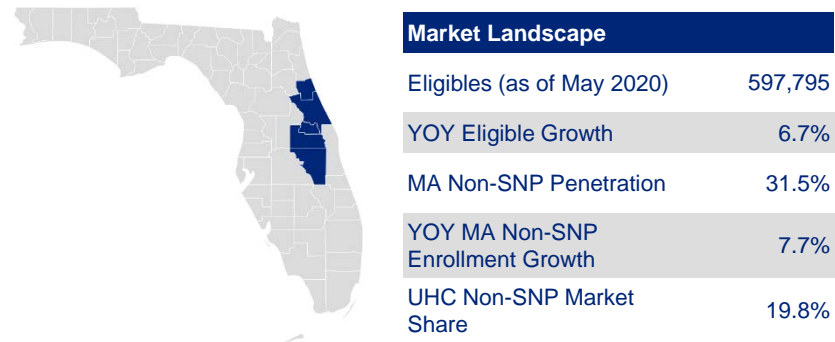 Market Landscape
Eligibles (as of May 2020) 597,795
YOY Eligible Growth 6.7%
MA Non-SNP Penetration 31.5%
YOY MA Non-SNP
Enrollment Growth 7.7%
UHC Non-SNP Market
Share 19.8%